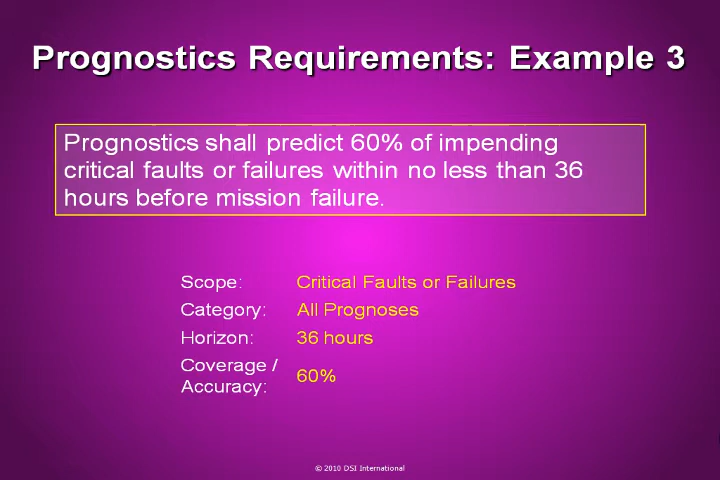 Prognostics Requirements: Example 3
Prognostics shall predict 60% of impending
critical faults or failures within no less than 36
hours before mission failure.
Scope: Critical Faults or Failures
Category: All Prognoses
Horizon: 36 hours
Coverage /
Accuracy: 60%
© 2010 DSI International